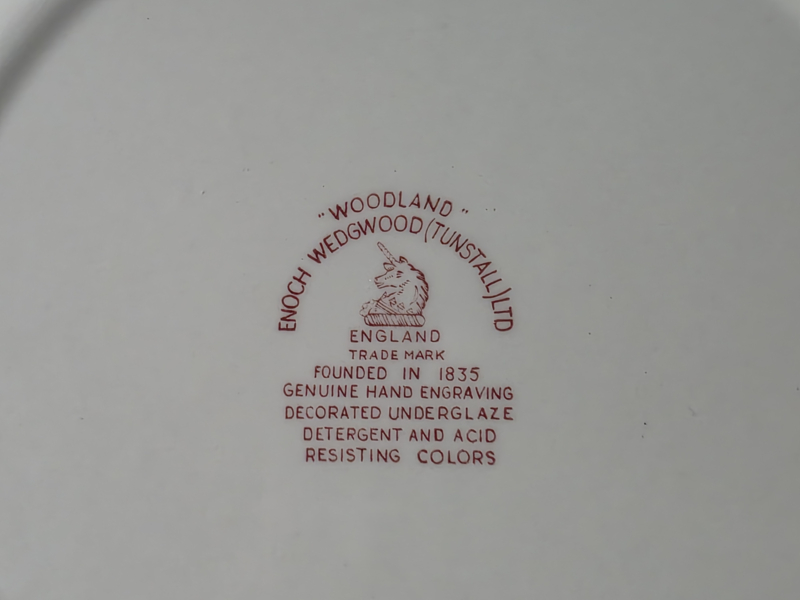 "WOODLAND"
ENOCH WEDGWOOD (TUNSTALL) LTD
ENGLAND
TRADE MARK
FOUNDED IN 1835
GENUINE HAND ENGRAVING
DECORATED UNDERGLAZE
DETERGENT AND ACID
RESISTING COLORS